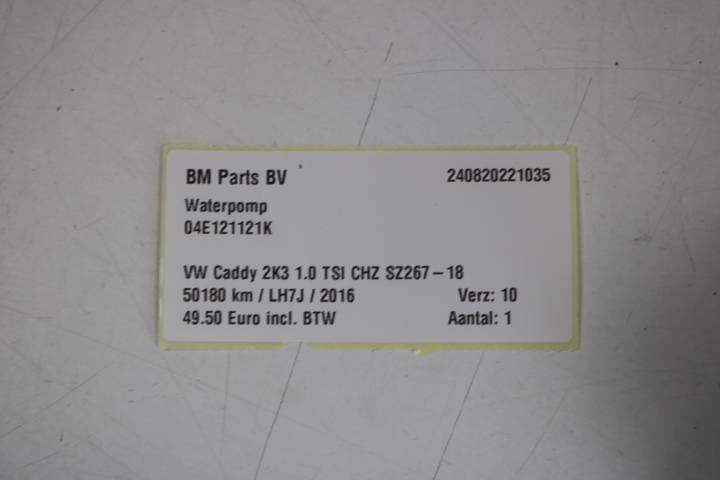 BM Parts BV 240820221035
Waterpomp
04E121121K
VW Caddy 2K3 1.0 TSI CHZ SZ267-18
50180 km / LH7J / 2016 Verz: 10
49.50 Euro incl. BTW Aantal: 1